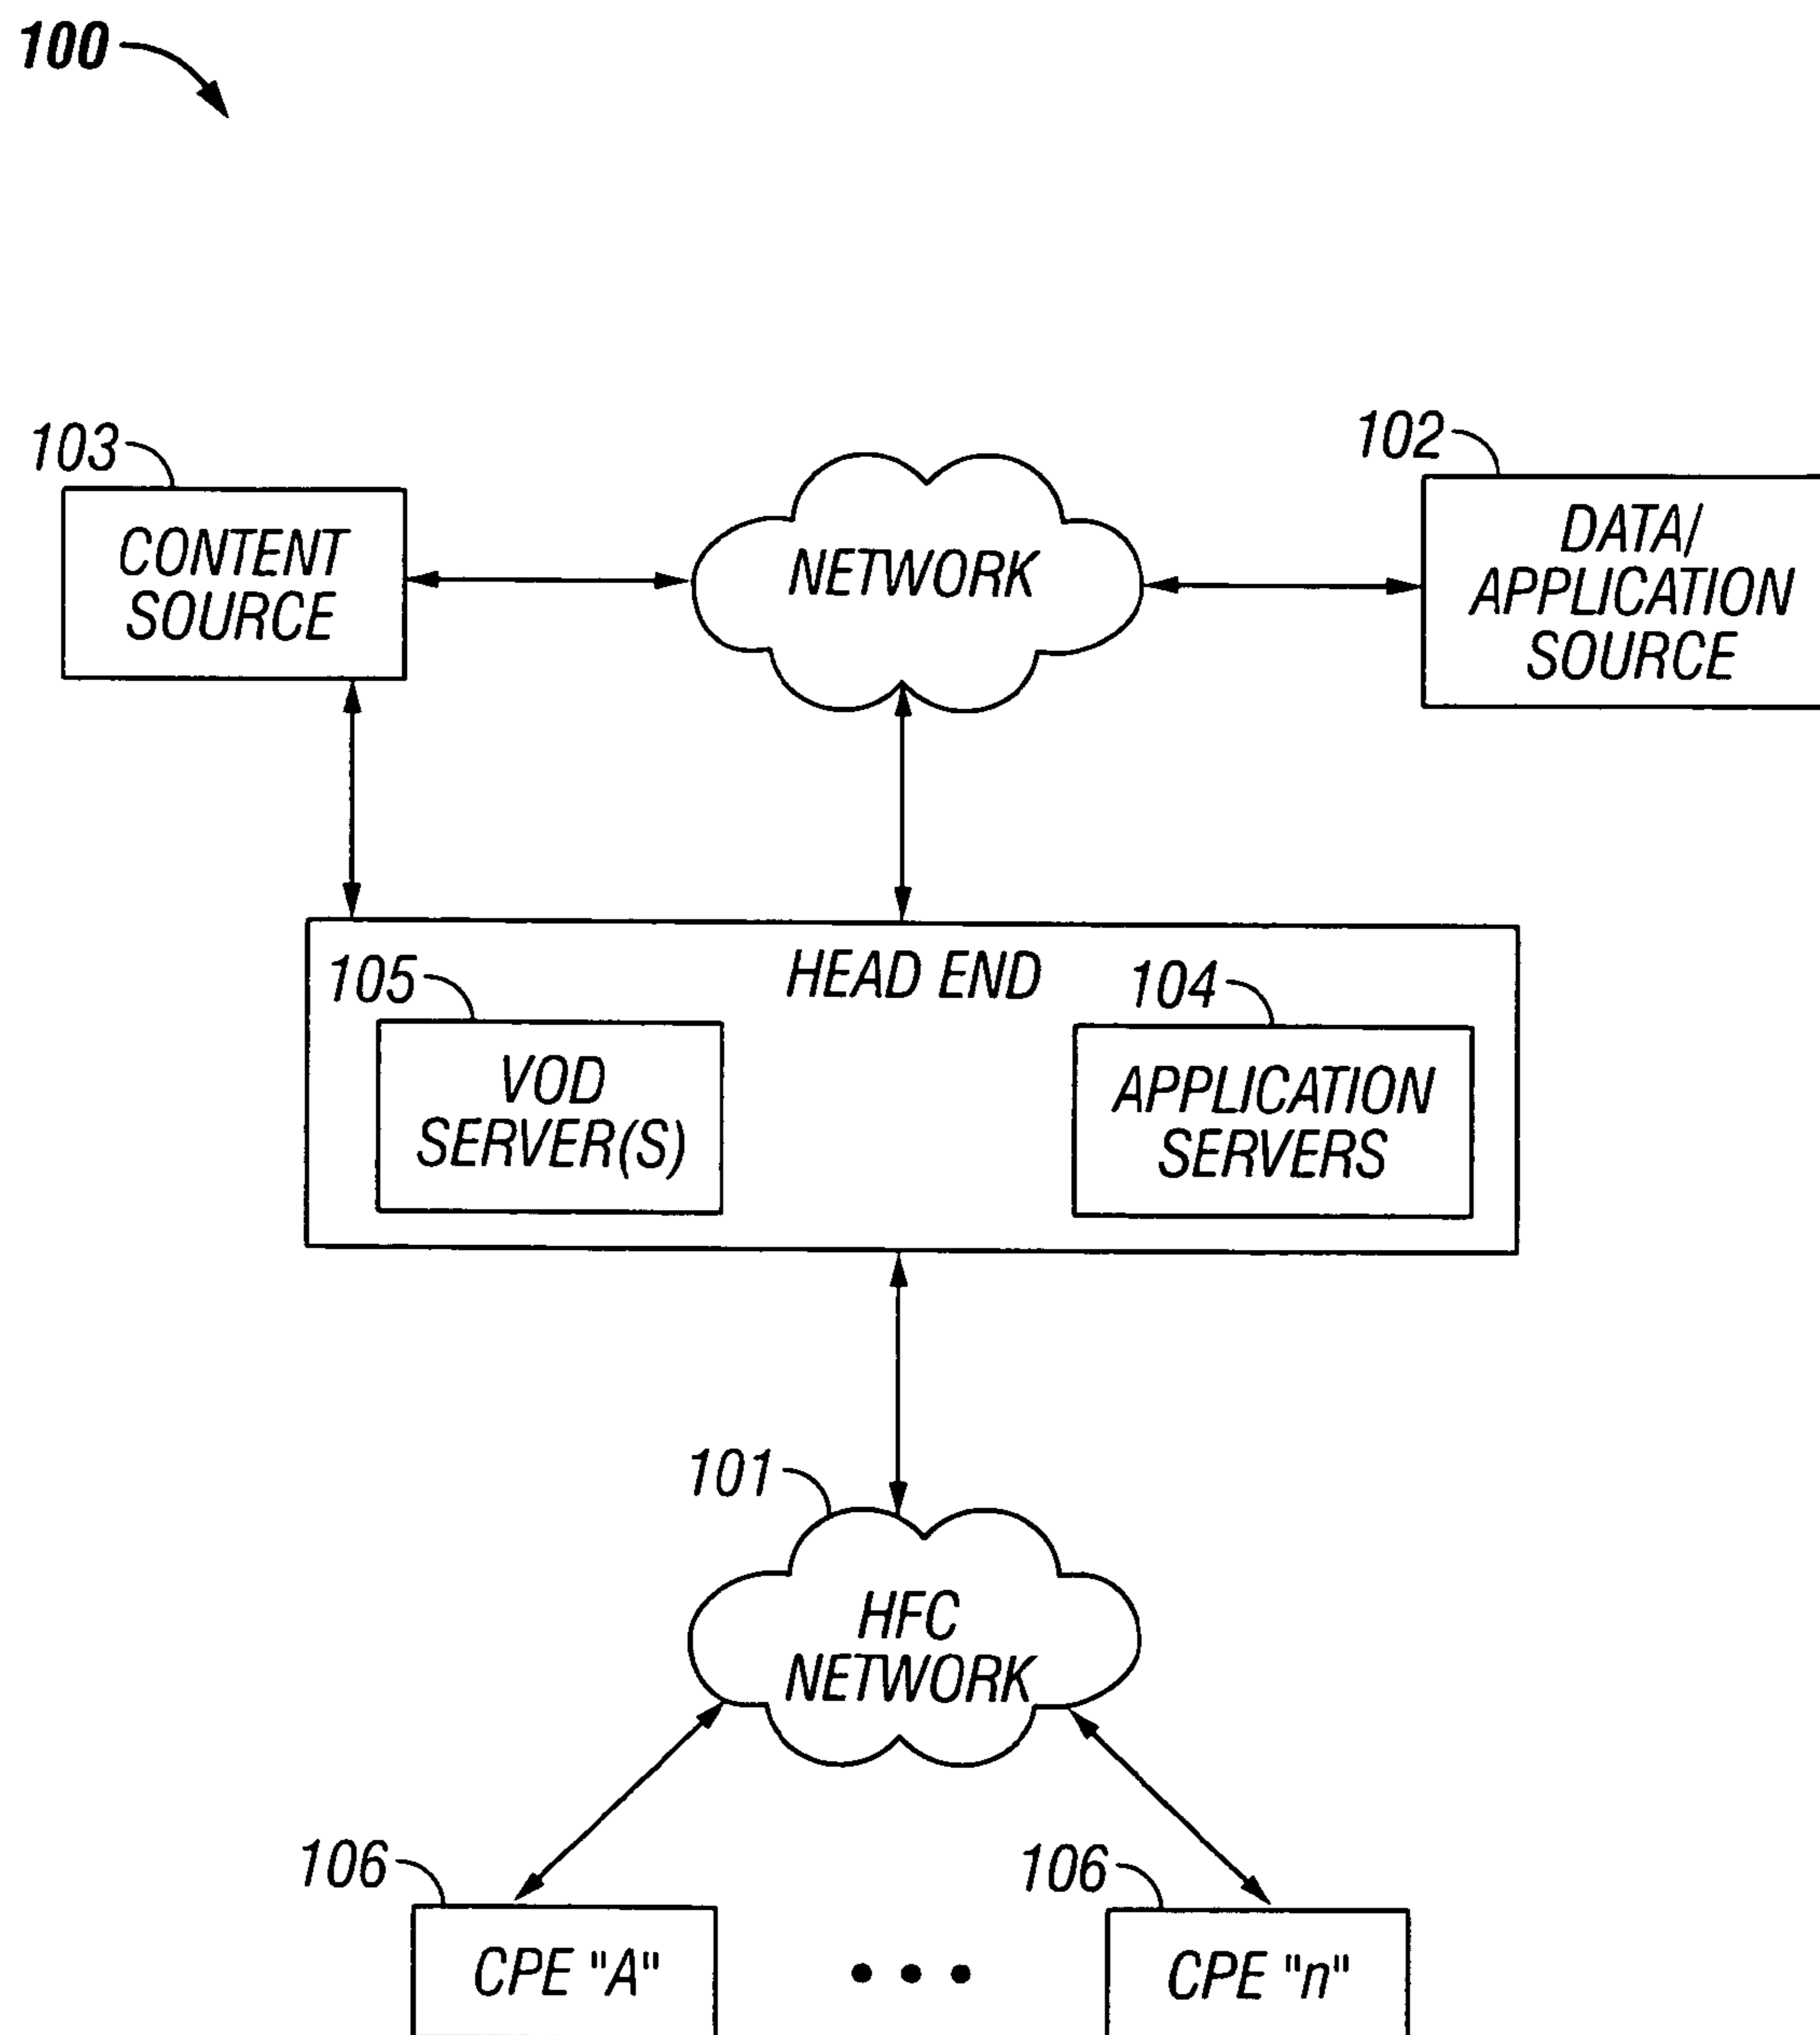 100
103
102
CONTENT
SOURCE
NETWORK
DATA/
APPLICATION
SOURCE
HEAD END
105
104
VOD
SERVER(S)
APPLICATION
SERVERS
101
HFC
NETWORK
106
106
CPE "A"
• • •
CPE "n"